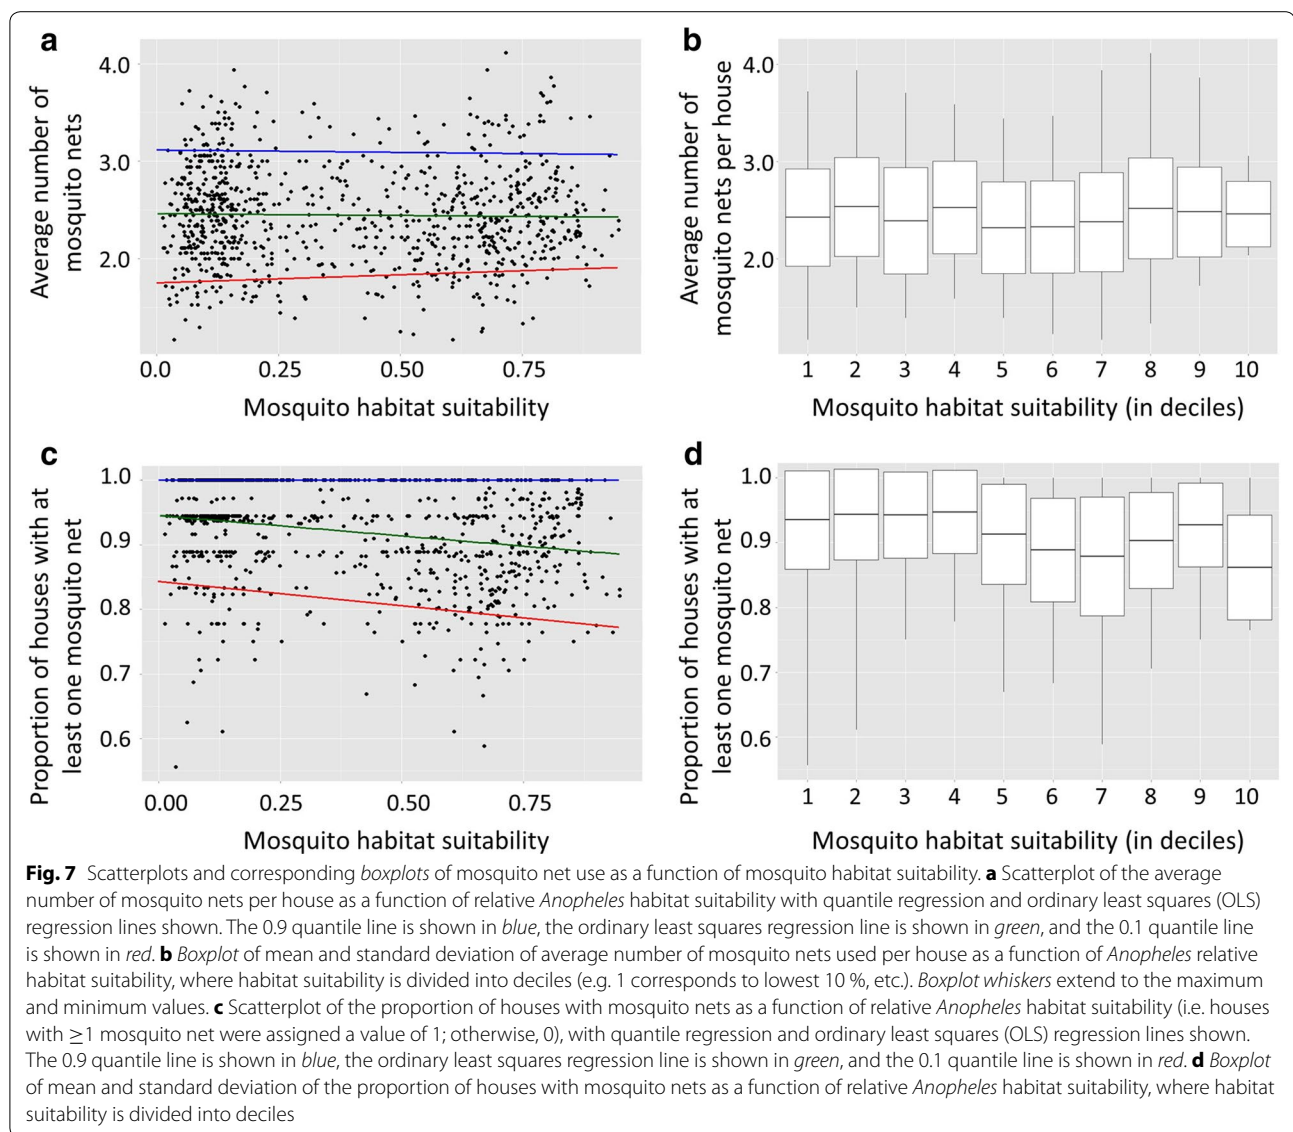 a
4.0
3.0
2.0
Average number of
mosquito nets
0.0
0.25
0.50
0.75
Mosquito habitat suitability
b
4.0
3.0
2.0
Average number of
mosquito nets per house
1 2 3 4 5 6 7 8 9 10
Mosquito habitat suitability (in deciles)
c
1.0
0.9
0.8
0.7
0.6
Proportion of houses with at
least one mosquito net
0.00
0.25
0.50
0.75
Mosquito habitat suitability
d
1.0
0.9
0.8
0.7
0.6
Proportion of houses with at
least one mosquito net
1 2 3 4 5 6 7 8 9 10
Mosquito habitat suitability (in deciles)
Fig. 7 Scatterplots and corresponding boxplots of mosquito net use as a function of mosquito habitat suitability. a Scatterplot of the average
number of mosquito nets per house as a function of relative Anopheles habitat suitability with quantile regression and ordinary least squares (OLS)
regression lines shown. The 0.9 quantile line is shown in blue, the ordinary least squares regression line is shown in green, and the 0.1 quantile line
is shown in red. b Boxplot of mean and standard deviation of average number of mosquito nets used per house as a function of Anopheles relative
habitat suitability, where habitat suitability is divided into deciles (e.g. 1 corresponds to lowest 10 %, etc.). Boxplot whiskers extend to the maximum
and minimum values. c Scatterplot of the proportion of houses with mosquito nets as a function of relative Anopheles habitat suitability (i.e. houses
with ≥1 mosquito net were assigned a value of 1; otherwise, 0), with quantile regression and ordinary least squares (OLS) regression lines shown.
The 0.9 quantile line is shown in blue, the ordinary least squares regression line is shown in green, and the 0.1 quantile line is shown in red. d Boxplot
of mean and standard deviation of the proportion of houses with mosquito nets as a function of relative Anopheles habitat suitability, where habitat
suitability is divided into deciles